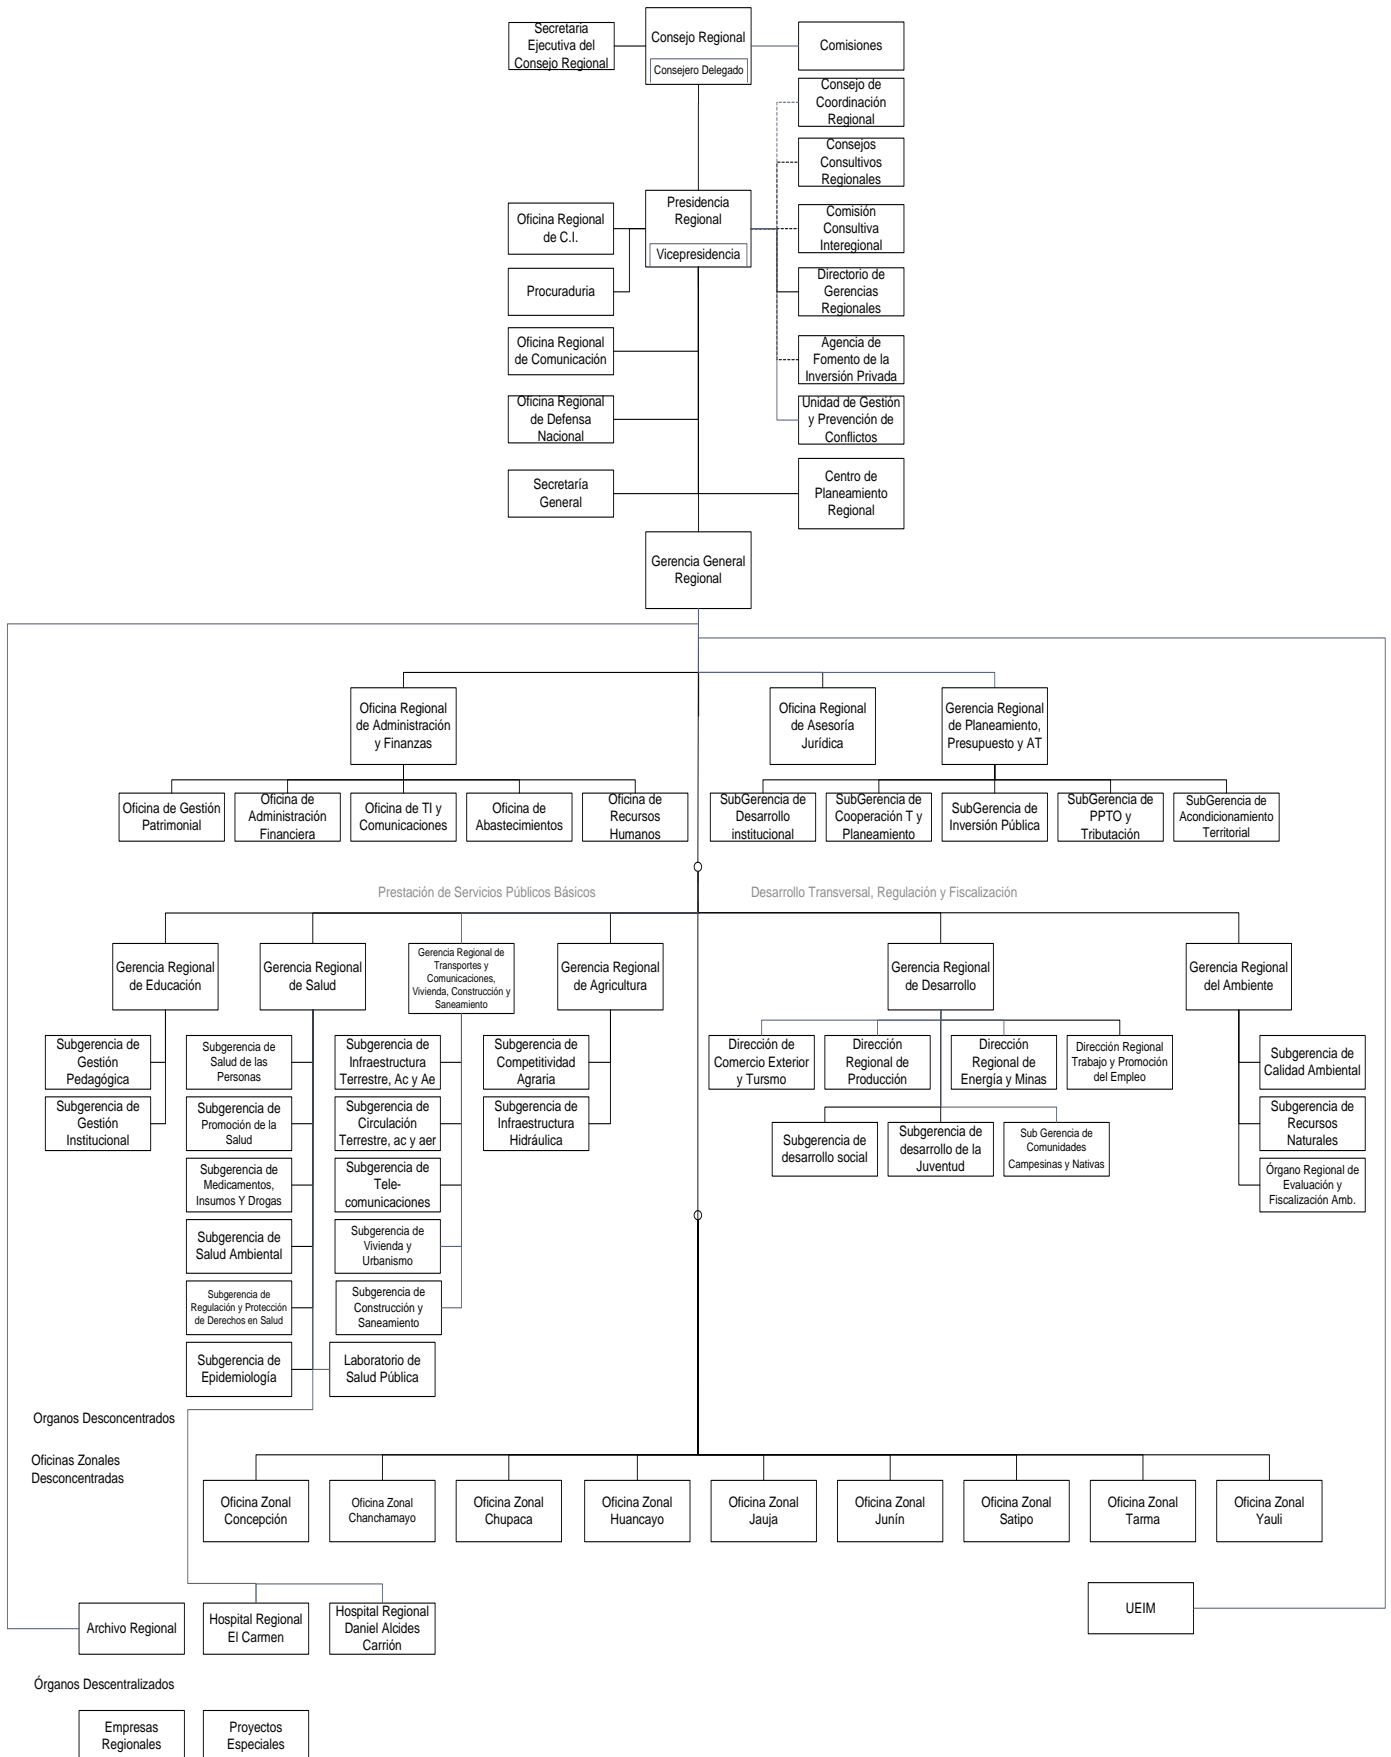 Secretaria
Ejecutiva del
Consejo Regional
Consejo Regional
Consejero Delegado
Comisiones
Consejo de
Coordinación
Regional
Consejos
Consultivos
Regionales
Presidencia
Regional
Vicepresidencia
Oficina Regional
de C.I.
Comisión
Consultiva
Interegional
Procuraduria
Directorio de
Gerencias
Regionales
Oficina Regional
de Comunicación
Agencia de
Fomento de la
Inversión Privada
Oficina Regional
de Defensa
Nacional
Unidad de Gestión
y Prevención de
Conflictos
Secretaría
General
Centro de
Planeamiento
Regional
Gerencia General
Regional
Oficina Regional
de Administración
y Finanzas
Oficina Regional
de Asesoría
Jurídica
Gerencia Regional
de Planeamiento,
Presupuesto y AT
Oficina de Gestión
Patrimonial
Oficina de
Administración
Financiera
Oficina de TI y
Comunicaciones
Oficina de
Abastecimientos
Oficina de
Recursos
Humanos
SubGerencia de
Desarrollo
institucional
SubGerencia de
Cooperación T y
Planeamiento
SubGerencia de
Inversión Pública
SubGerencia de
PPTO y
Tributación
SubGerencia de
Acondicionamiento
Territorial
Prestación de Servicios Públicos Básicos
Desarrollo Transversal, Regulación y Fiscalización
Gerencia Regional
de Educación
Gerencia Regional
de Salud
Gerencia Regional de
Transportes y
Comunicaciones,
Vivienda, Construcción y
Saneamiento
Gerencia Regional
de Agricultura
Gerencia Regional
de Desarrollo
Gerencia Regional
del Ambiente
Subgerencia de
Gestión
Pedagógica
Subgerencia de
Salud de las
Personas
Subgerencia de
Infraestructura
Terrestre, Ac y Ae
Subgerencia de
Competitividad
Agraria
Dirección de
Comercio Exterior
y Tursmo
Dirección
Regional de
Producción
Dirección
Regional de
Energía y Minas
Dirección Regional
Trabajo y Promoción
del Empleo
Subgerencia de
Calidad Ambiental
Subgerencia de
Gestión
Institucional
Subgerencia de
Promoción de la
Salud
Subgerencia de
Circulación
Terrestre, ac y aer
Subgerencia de
Infraestructura
Hidráulica
Subgerencia de
desarrollo social
Subgerencia de
desarrollo de la
Juventud
Sub Gerencia de
Comunidades
Campesinas y Nativas
Subgerencia de
Recursos
Naturales
Subgerencia de
Medicamentos,
Insumos Y Drogas
Subgerencia de
Tele-
comunicaciones
Órgano Regional de
Evaluación y
Fiscalización Amb.
Subgerencia de
Salud Ambiental
Subgerencia de
Vivienda y
Urbanismo
Subgerencia de
Regulación y Protección
de Derechos en Salud
Subgerencia de
Construcción y
Saneamiento
Subgerencia de
Epidemiología
Laboratorio de
Salud Pública
Organos Desconcentrados
Oficinas Zonales
Desconcentradas
Oficina Zonal
Concepción
Oficina Zonal
Chanchamayo
Oficina Zonal
Chupaca
Oficina Zonal
Huancayo
Oficina Zonal
Jauja
Oficina Zonal
Junín
Oficina Zonal
Satipo
Oficina Zonal
Tarma
Oficina Zonal
Yauli
Archivo Regional
Hospital Regional
El Carmen
Hospital Regional
Daniel Alcides
Carrión
UEIM
Órganos Descentralizados
Empresas
Regionales
Proyectos
Especiales